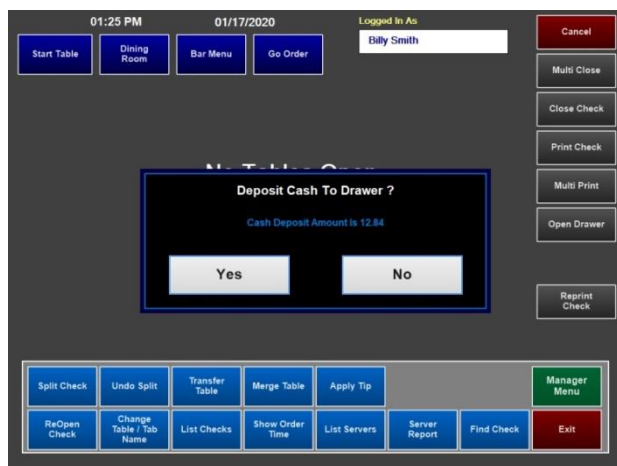 01:25 PM
01/17/2020
Logged In As
Billy Smith
Cancel
Start Table
Dining
Room
Bar Menu
Go Order
Multi Close
Close Check
Print Check
No Tables Open
Deposit Cash To Drawer ?
Cash Deposit Amount Is 12.84
Yes
No
Multi Print
Open Drawer
Reprint
Check
Split Check
Undo Split
Transfer
Table
Merge Table
Apply Tip
Manager
Menu
ReOpen
Check
Change
Table / Tab
Name
List Checks
Show Order
Time
List Servers
Server
Report
Find Check
Exit